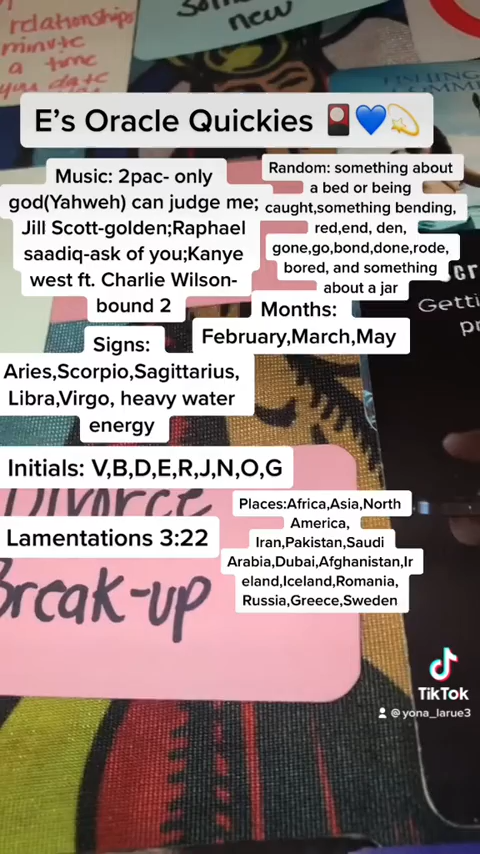 relationships
minute
a time
you date
new
E’s Oracle Quickies 🎴💙💫
Music: 2pac- only
god(Yahweh) can judge me;
Jill Scott-golden;Raphael
saadiq-ask of you;Kanye
west ft. Charlie Wilson-
bound 2
Random: something about
a bed or being
caught,something bending,
red,end, den,
gone,go,bond,done,rode,
bored, and something
about a jar
Months:
February,March,May
Signs:
Aries,Scorpio,Sagittarius,
Libra,Virgo, heavy water
energy
Initials: V,B,D,E,R,J,N,O,G
Divorce
Lamentations 3:22
Break-up
Places:Africa,Asia,North
America,
Iran,Pakistan,Saudi
Arabia,Dubai,Afghanistan,Ir
eland,Iceland,Romania,
Russia,Greece,Sweden
TikTok
@yona_larue3